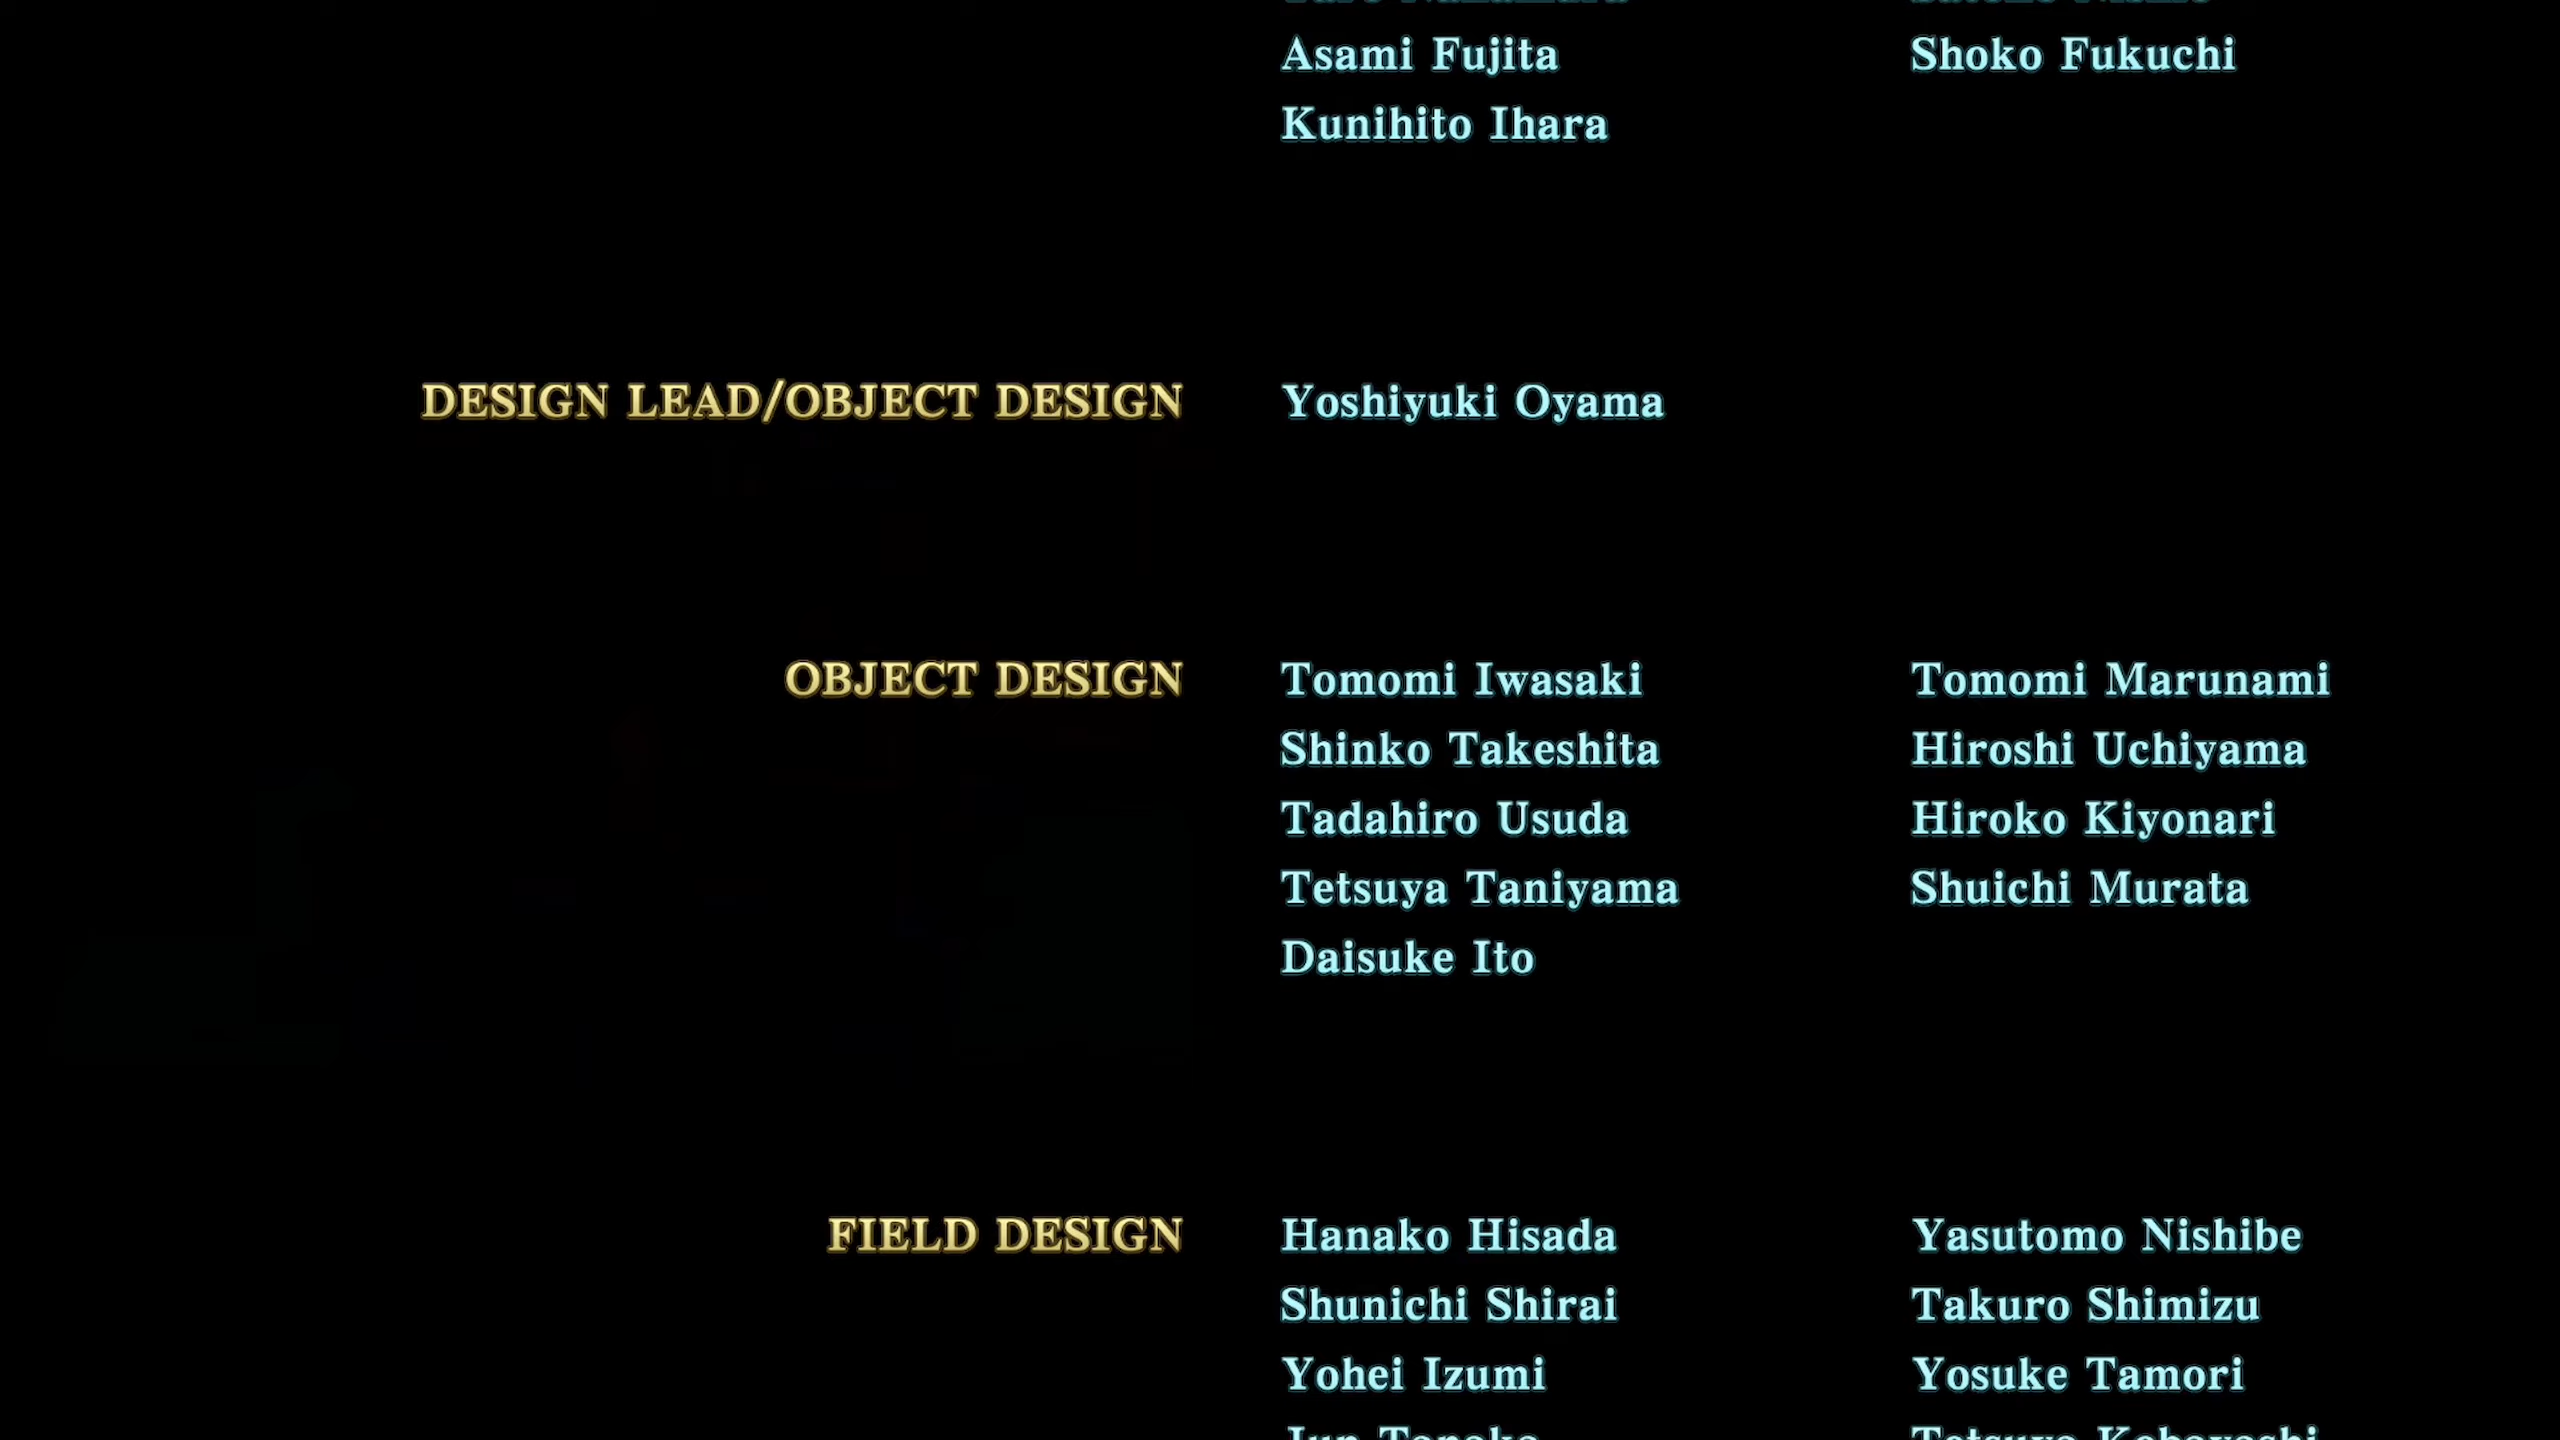 Asami Fujita Shoko Fukuchi
Kunihito Ihara
DESIGN LEAD/OBJECT DESIGN Yoshiyuki Oyama
OBJECT DESIGN Tomomi Iwasaki Tomomi Marunami
Shinko Takeshita Hiroshi Uchiyama
Tadahiro Usuda Hiroko Kiyonari
Tetsuya Taniyama Shuichi Murata
Daisuke Ito
FIELD DESIGN Hanako Hisada Yasutomo Nishibe
Shunichi Shirai Takuro Shimizu
Yohei Izumi Yosuke Tamori